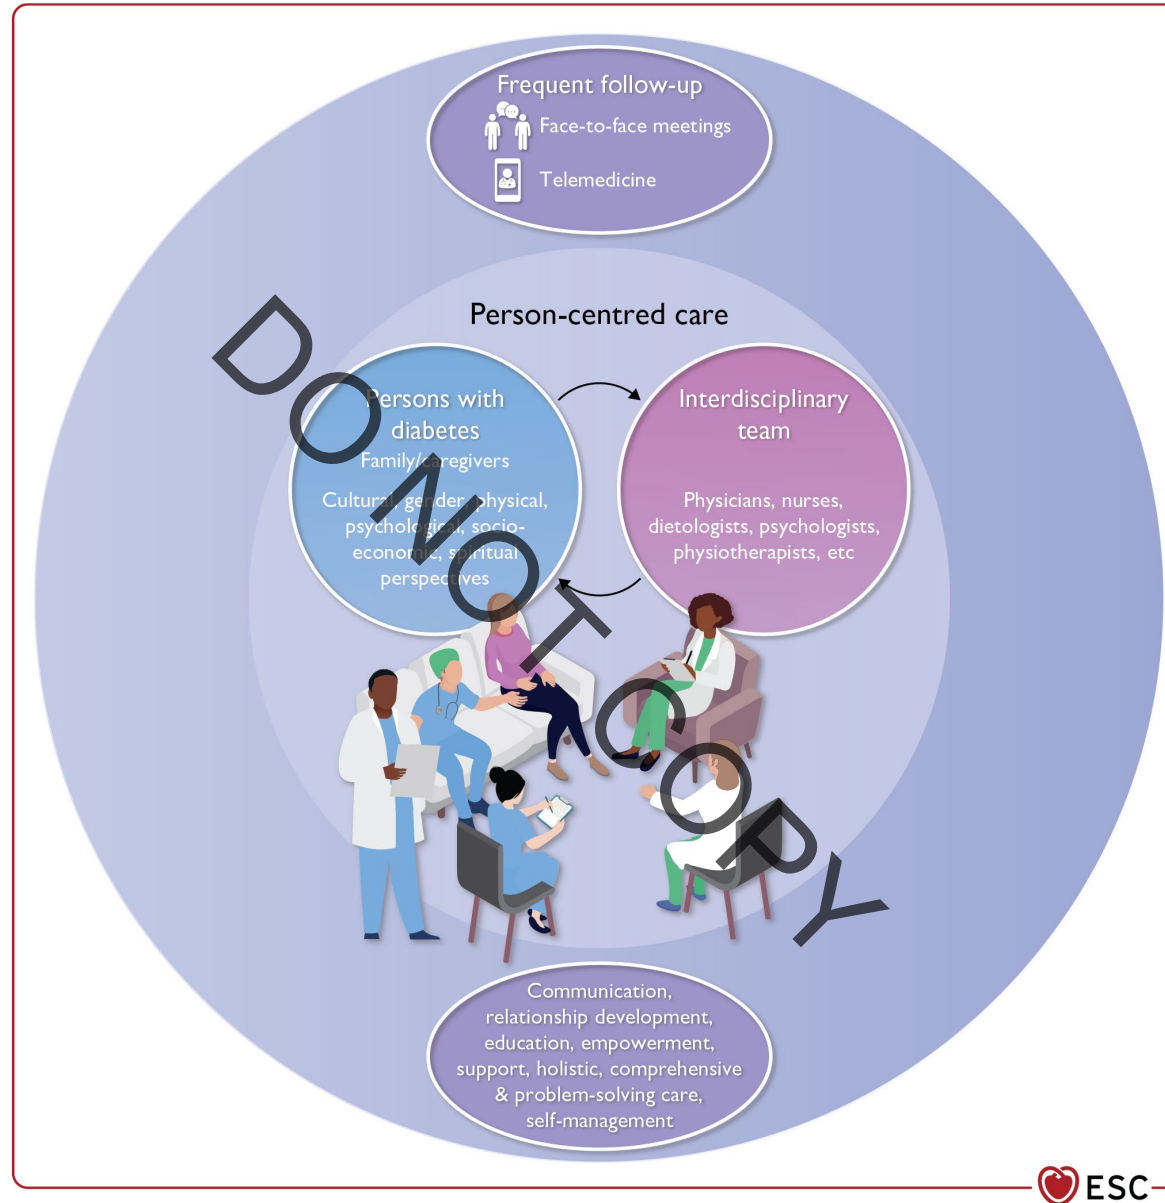 Frequent follow-up
Face-to-face meetings
Telemedicine
Person-centred care
Persons with
diabetes
Family/caregivers
Cultural, gender, physical,
psychological, socio-
economic, spiritual
perspectives
Interdisciplinary
team
Physicians, nurses,
dietologists, psychologists,
physiotherapists, etc
DO NOT COPY
Communication,
relationship development,
education, empowerment,
support, holistic, comprehensive
& problem-solving care,
self-management
ESC